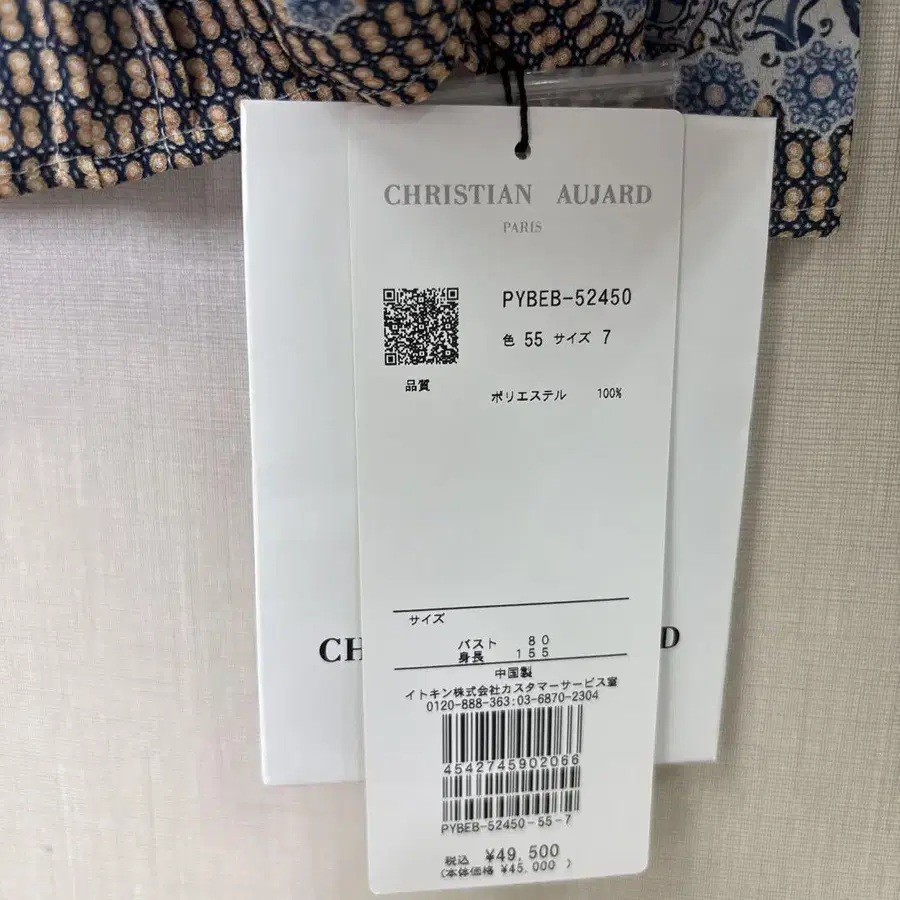 CHRISTIAN AUJARD
PARIS
PYBEB-52450
色 55 サイズ 7
品質
ポリエステル 100%
サイズ
バスト 80
身長 155
中国製
イトキン株式会社カスタマーサービス室
0120-888-363:03-6870-2304
4542745902066
PYBEB-52450-55-7
税込 ¥49,500
(本体価格 ¥45,000 )
CH
D